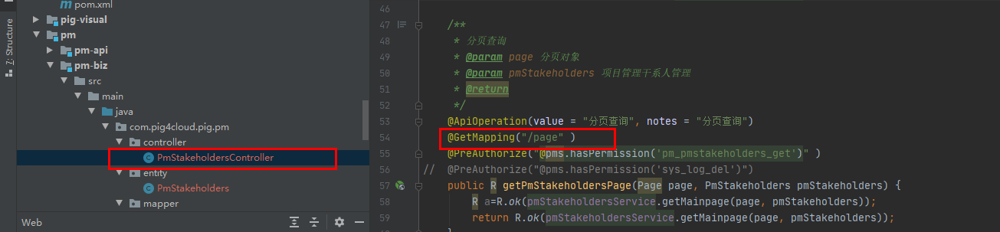 pom.xml
pig-visual
pm
pm-api
pm-biz
src
main
java
com.pig4cloud.pig.pm
controller
PmStakeholdersController
entity
PmStakeholders
mapper
Web
7: Structure
46
47 /**
48 * 分页查询
49 * @param page 分页对象
50 * @param pmStakeholders 项目管理干系人管理
51 * @return
52 */
53 @ApiOperation(value = "分页查询", notes = "分页查询")
54 @GetMapping("/page" )
55 @PreAuthorize("@pms.hasPermission('pm_pmstakeholders_get')" )
56 // @PreAuthorize("@pms.hasPermission('sys_log_del')")
57 public R getPmStakeholdersPage(Page page, PmStakeholders pmStakeholders) {
58 R a=R.ok(pmStakeholdersService.getMainpage(page, pmStakeholders));
59 return R.ok(pmStakeholdersService.getMainpage(page, pmStakeholders));